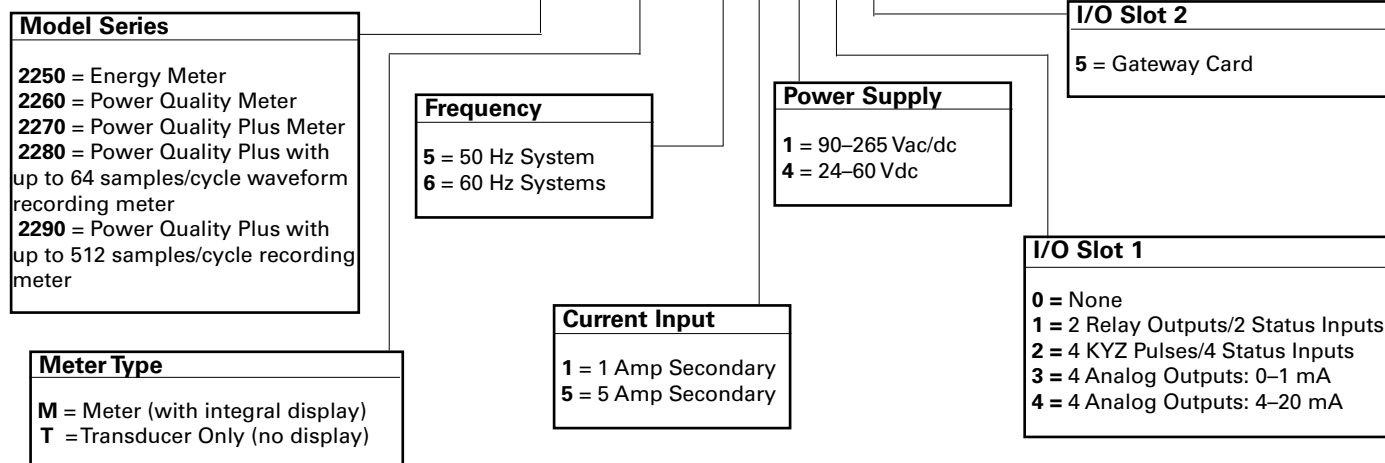 Model Series
2250 = Energy Meter
2260 = Power Quality Meter
2270 = Power Quality Plus Meter
2280 = Power Quality Plus with
up to 64 samples/cycle waveform
recording meter
2290 = Power Quality Plus with
up to 512 samples/cycle recording
meter
Meter Type
M = Meter (with integral display)
T =Transducer Only (no display)
Frequency
5 = 50 Hz System
6 = 60 Hz Systems
Current Input
1 = 1 Amp Secondary
5 = 5 Amp Secondary
Power Supply
1 = 90–265 Vac/dc
4 = 24–60 Vdc
I/O Slot 2
5 = Gateway Card
I/O Slot 1
0 = None
1 = 2 Relay Outputs/2 Status Inputs
2 = 4 KYZ Pulses/4 Status Inputs
3 = 4 Analog Outputs: 0–1 mA
4 = 4 Analog Outputs: 4–20 mA